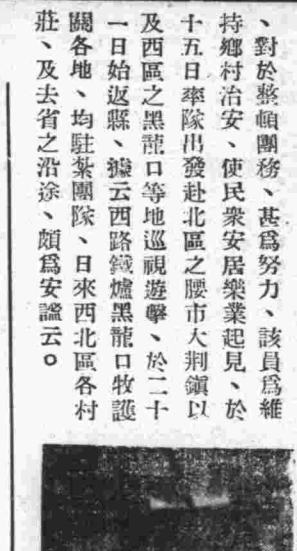 、對於整頓團務、甚爲努力、該員爲維
持鄉村治安、使民衆安居樂業起見、於
十五日率隊出發赴北區之腰市大荆鎭以
及西區之黑龍口等地巡視遊擊、於二十
一日始返縣、據云西路鐵爐黑龍口牧護
關各地、均駐紮團隊、日來西北區各村
莊、及去省之沿途、頗爲安謐云。